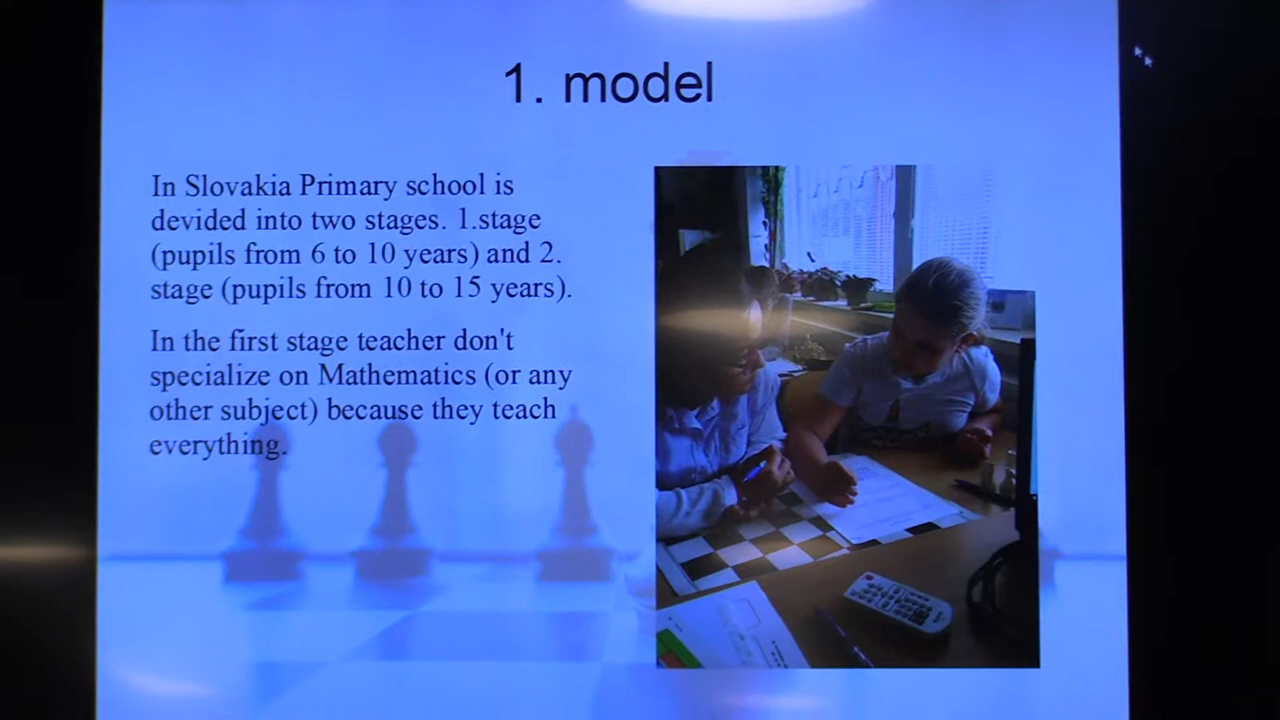 1. model
In Slovakia Primary school is
devided into two stages. 1.stage
(pupils from 6 to 10 years) and 2.
stage (pupils from 10 to 15 years).
In the first stage teacher don't
specialize on Mathematics (or any
other subject) because they teach
everything.